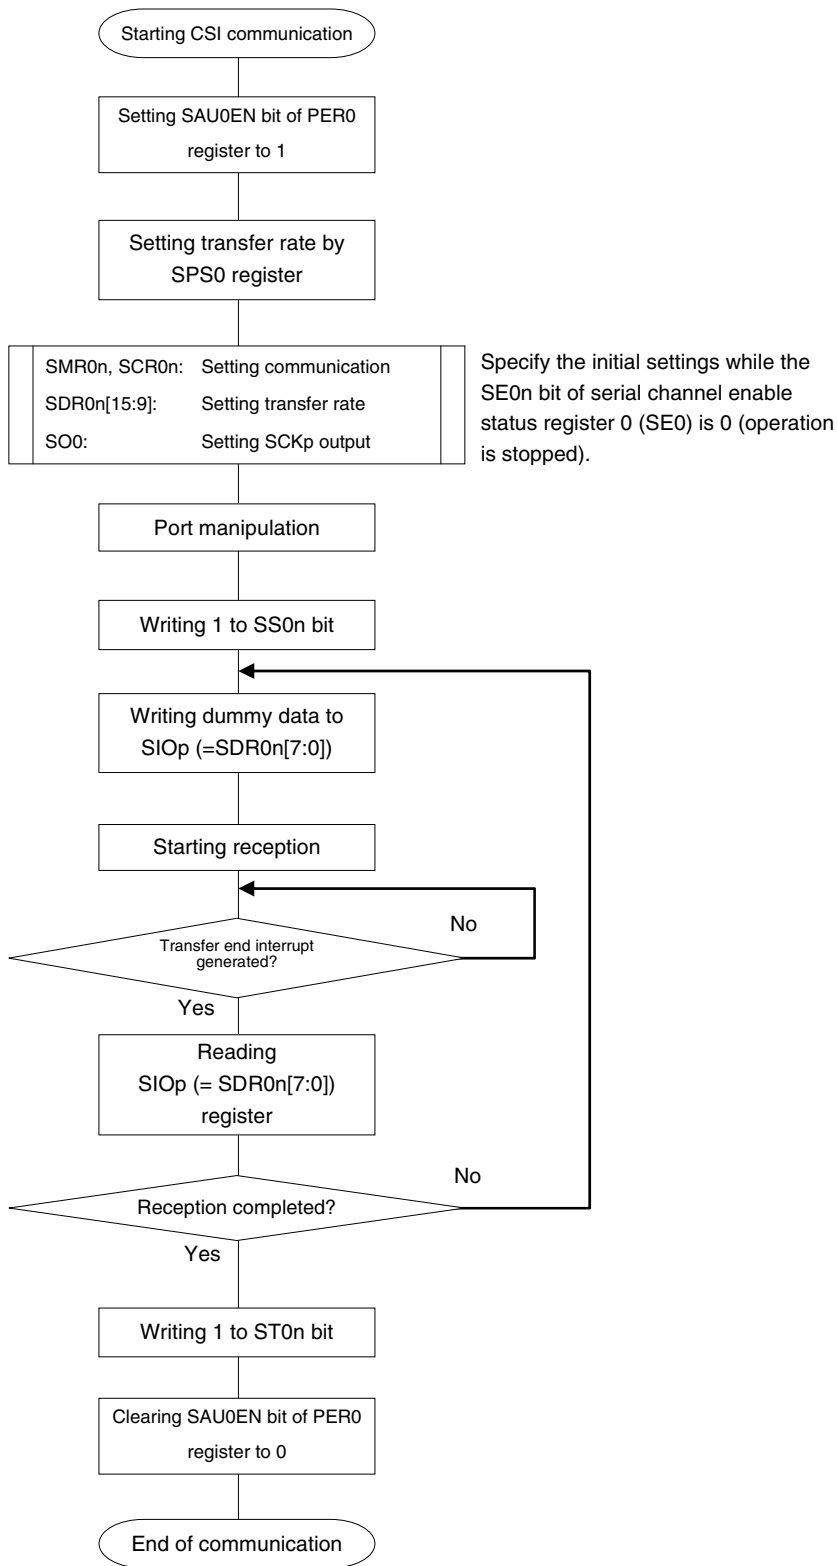 Starting CSI communication
Setting SAU0EN bit of PER0
register to 1
Setting transfer rate by
SPS0 register
SMR0n, SCR0n: Setting communication
SDR0n[15:9]: Setting transfer rate
SO0: Setting SCKp output
Specify the initial settings while the
SE0n bit of serial channel enable
status register 0 (SE0) is 0 (operation
is stopped).
Port manipulation
Writing 1 to SS0n bit
Writing dummy data to
SIOp (=SDR0n[7:0])
Starting reception
No
Transfer end interrupt
generated?
Yes
Reading
SIOp (= SDR0n[7:0])
register
No
Reception completed?
Yes
Writing 1 to ST0n bit
Clearing SAU0EN bit of PER0
register to 0
End of communication